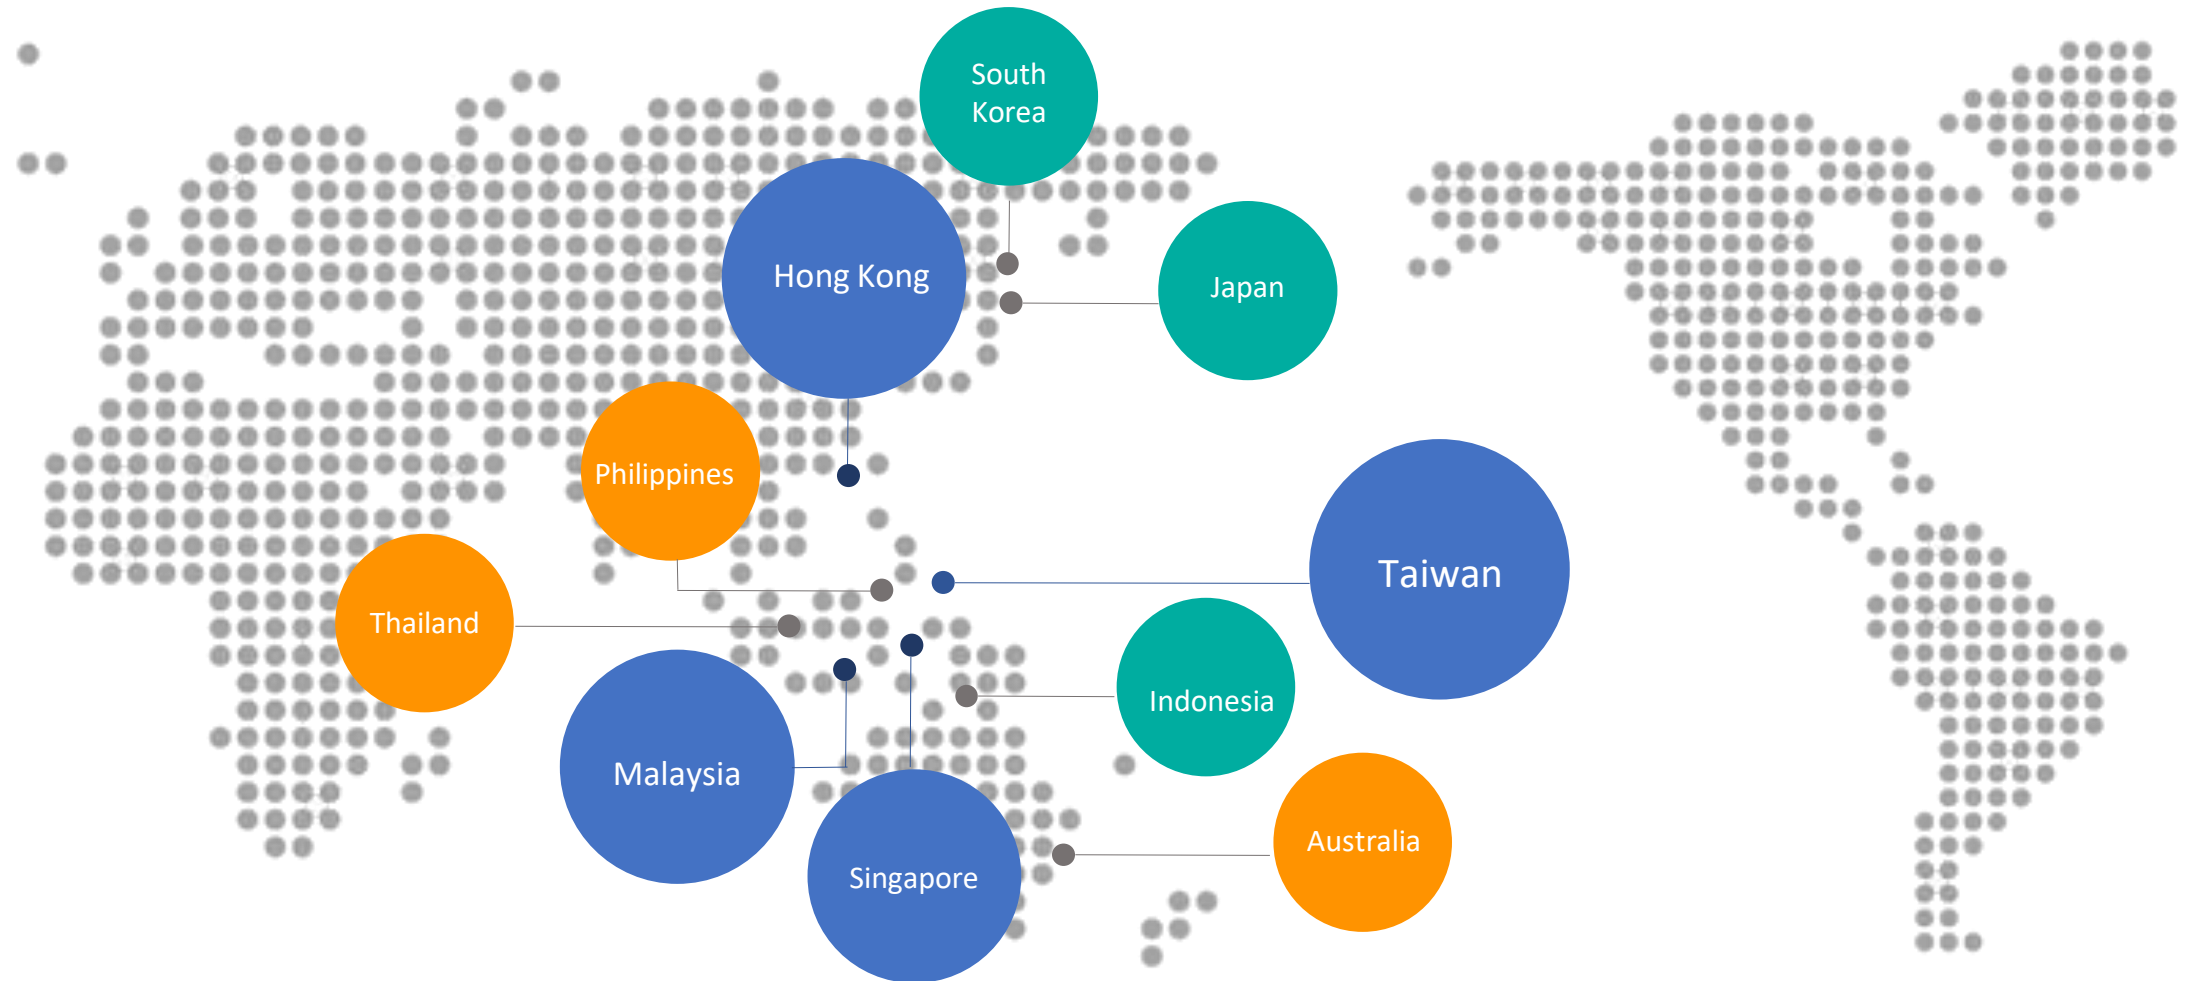 South
Korea
Hong Kong
Japan
Philippines
Taiwan
Thailand
Indonesia
Malaysia
Australia
Singapore